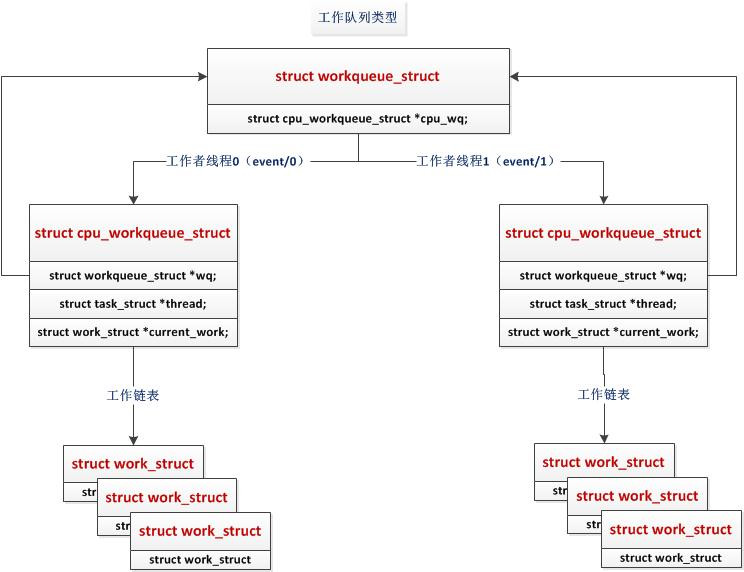 工作队列类型
struct workqueue_struct
struct cpu_workqueue_struct *cpu_wq;
工作者线程0（event/0）
工作者线程1（event/1）
struct cpu_workqueue_struct
struct workqueue_struct *wq;
struct task_struct *thread;
struct work_struct *current_work;
struct cpu_workqueue_struct
struct workqueue_struct *wq;
struct task_struct *thread;
struct work_struct *current_work;
工作链表
工作链表
struct work_struct
str
struct work_struct
str
struct work_struct
struct work_struct
struct work_struct
str
struct work_struct
str
struct work_struct
struct work_struct